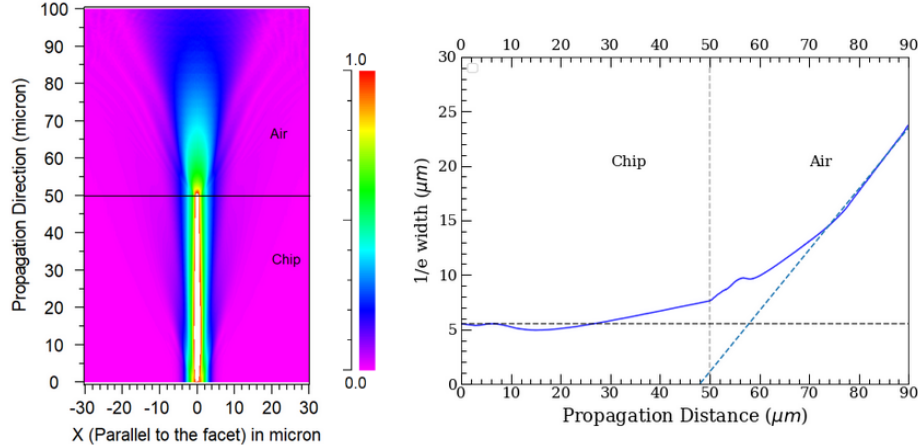 100
90
80
70
60
50
40
30
20
10
0
Propagation Direction (micron)
Air
Chip
-30 -20 -10 0 10 20 30
X (Parallel to the facet) in micron
1.0
0.0
0 10 20 30 40 50 60 70 80 90
30
25
20
15
10
5
0
1/e width (μm)
Chip
Air
0 10 20 30 40 50 60 70 80 90
Propagation Distance (μm)